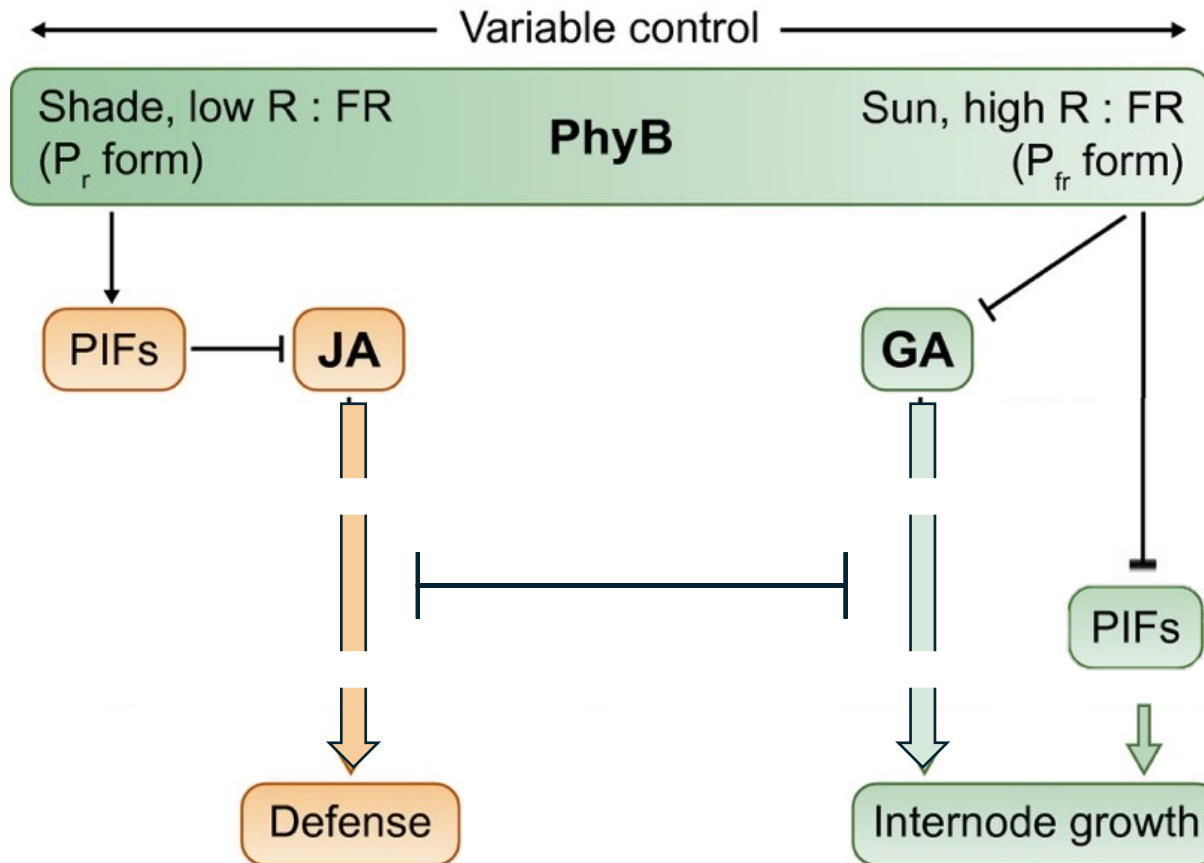 Variable control
Shade, low R : FR
(Pr form)
PhyB
Sun, high R : FR
(Pfr form)
PIFs
JA
GA
PIFs
Defense
Internode growth